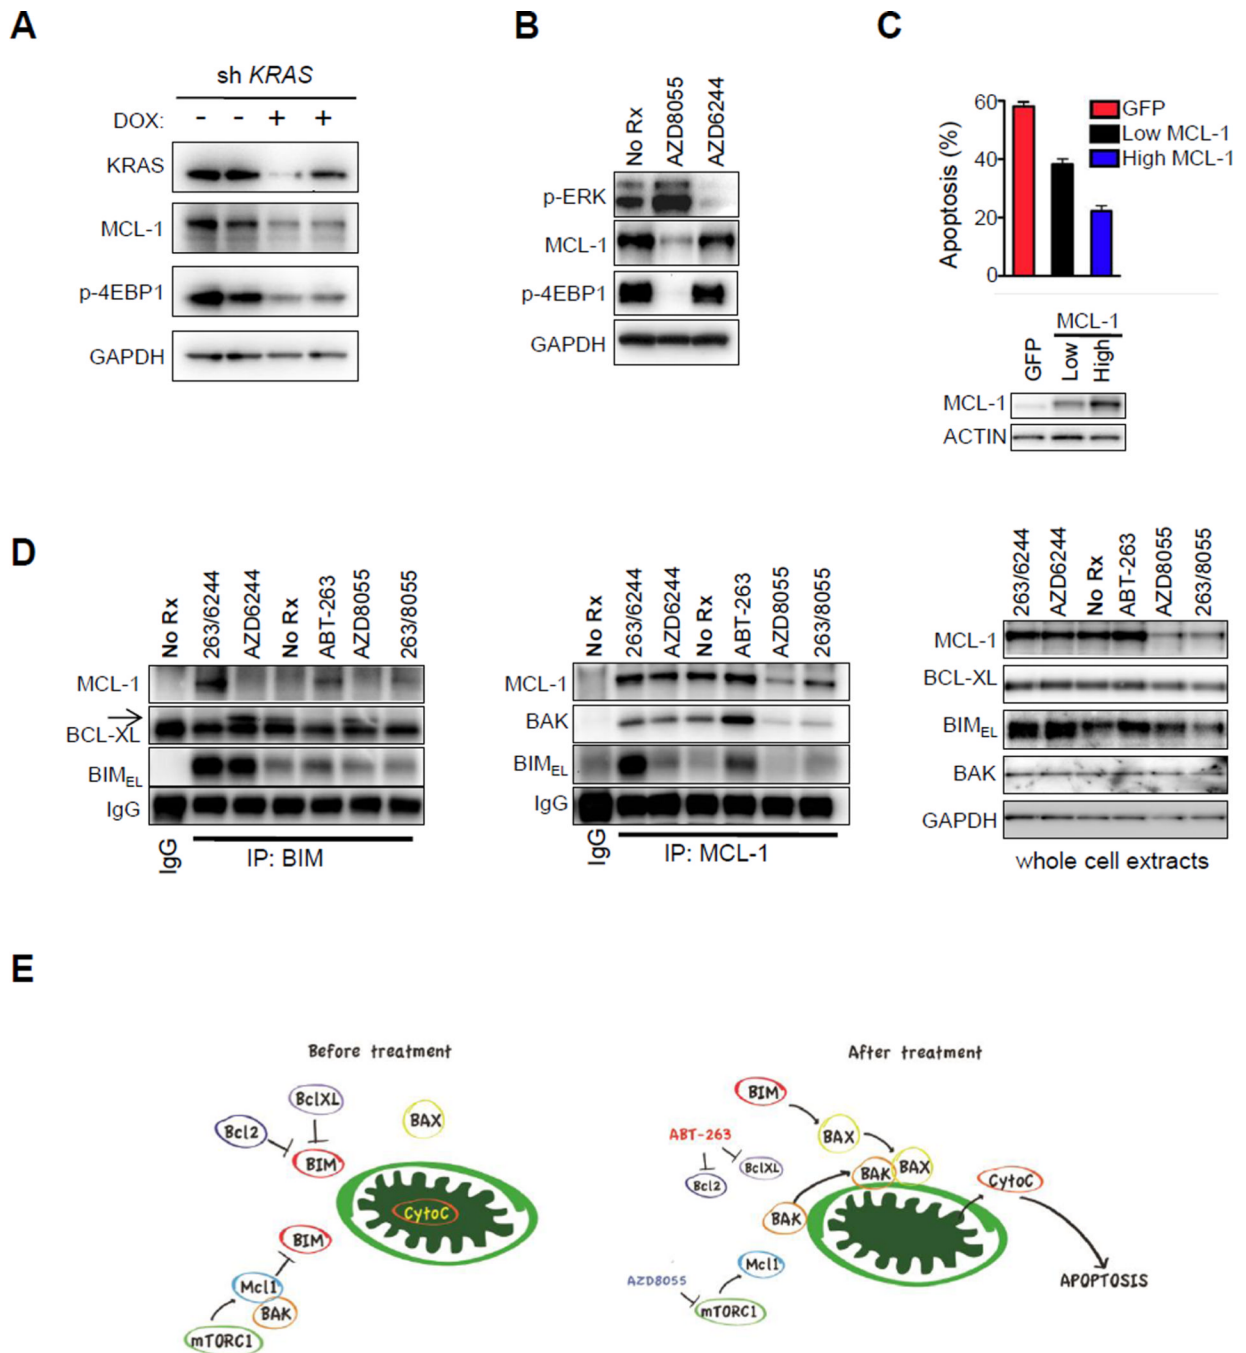 A
sh KRAS
DOX: - - + +
KRAS
MCL-1
p-4EBP1
GAPDH
B
No Rx
AZD8055
AZD6244
p-ERK
MCL-1
p-4EBP1
GAPDH
C
60
40
20
0
Apoptosis (%)
GFP
Low MCL-1
High MCL-1
MCL-1
GFP
Low
High
MCL-1
ACTIN
D
No Rx
263/6244
AZD6244
No Rx
ABT-263
AZD8055
263/8055
MCL-1
BCL-XL
BIMEL
IgG
IgG
IP: BIM
No Rx
263/6244
AZD6244
No Rx
ABT-263
AZD8055
263/8055
MCL-1
BAK
BIMEL
IgG
IgG
IP: MCL-1
263/6244
AZD6244
No Rx
ABT-263
AZD8055
263/8055
MCL-1
BCL-XL
BIMEL
BAK
GAPDH
whole cell extracts
E
Before treatment
BclXL
Bcl2
BIM
BAX
CytoC
BIM
Mcl1
BAK
mTORC1
After treatment
BIM
ABT-263
BAX
BclXL
Bcl2
BAK
BAX
CytoC
BAK
Mcl1
AZD8055
mTORC1
APOPTOSIS